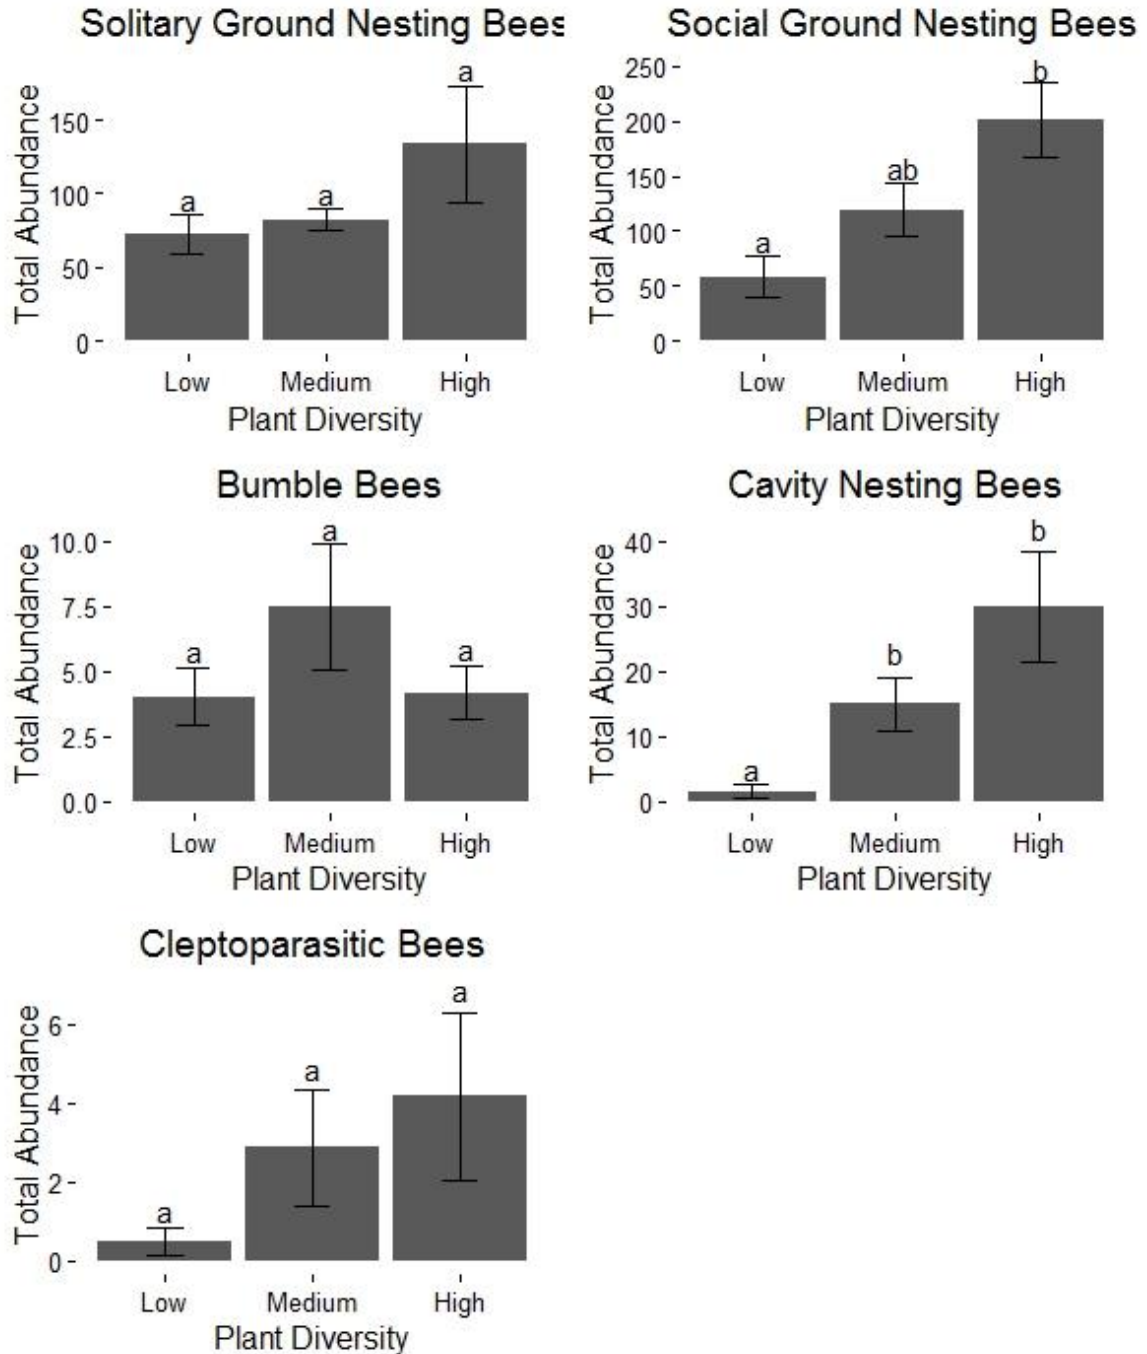 Solitary Ground Nesting Bees
Total Abundance
150
100
50
0
a
a
a
Low Medium High
Plant Diversity
Social Ground Nesting Bees
Total Abundance
250
200
150
100
50
0
a
ab
b
Low Medium High
Plant Diversity
Bumble Bees
Total Abundance
10.0
7.5
5.0
2.5
0.0
a
a
a
Low Medium High
Plant Diversity
Cavity Nesting Bees
Total Abundance
40
30
20
10
0
a
b
b
Low Medium High
Plant Diversity
Cleptoparasitic Bees
Total Abundance
6
4
2
0
a
a
a
Low Medium High
Plant Diversity